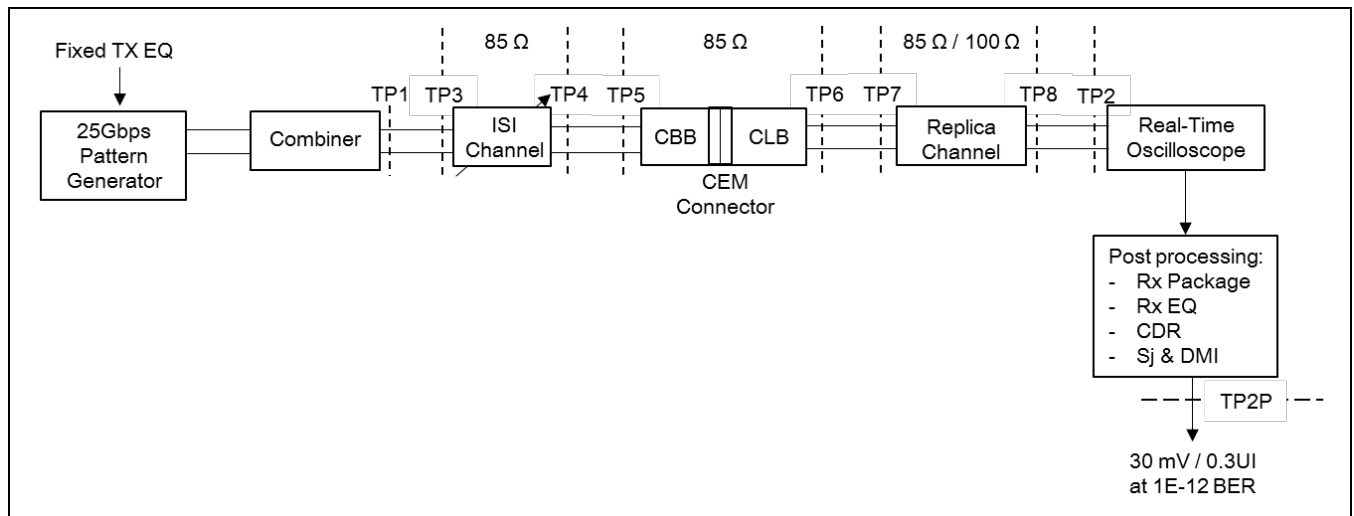 Fixed TX EQ
85 Ω
85 Ω
85 Ω / 100 Ω
TP1
TP3
TP4
TP5
TP6
TP7
TP8
TP2
25Gbps
Pattern
Generator
Combiner
ISI
Channel
CBB
CLB
CEM
Connector
Replica
Channel
Real-Time
Oscilloscope
Post processing:
- Rx Package
- Rx EQ
- CDR
- Sj & DMI
TP2P
30 mV / 0.3UI
at 1E-12 BER